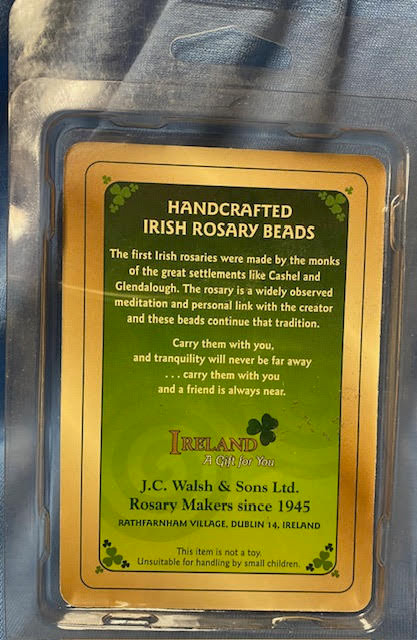 HANDCRAFTED
IRISH ROSARY BEADS
The first Irish rosaries were made by the monks
of the great settlements like Cashel and
Glendalough. The rosary is a widely observed
meditation and personal link with the creator
and these beads continue that tradition.
Carry them with you,
and tranquility will never be far away
. . . carry them with you
and a friend is always near.
IRELAND
A Gift for You
J.C. Walsh & Sons Ltd.
Rosary Makers since 1945
RATHFARNHAM VILLAGE, DUBLIN 14, IRELAND
This item is not a toy.
Unsuitable for handling by small children.